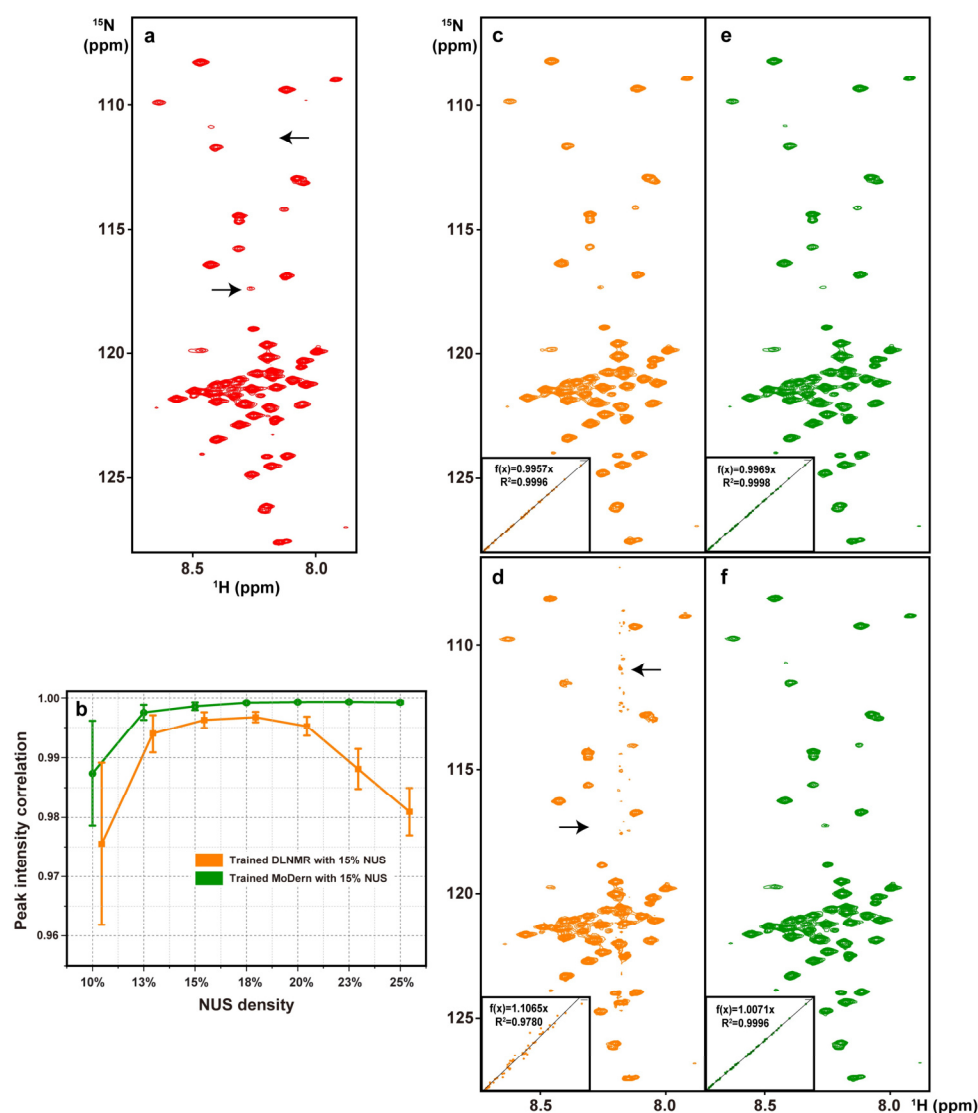 ¹⁵N
(ppm)
a
110
115
120
125
8.5
8.0
¹H (ppm)
¹⁵N
(ppm)
c
110
115
120
125
f(x)=0.9957x
R²=0.9996
e
f(x)=0.9969x
R²=0.9998
b
Peak intensity correlation
1.00
0.99
0.98
0.97
0.96
Trained DLNMR with 15% NUS
Trained MoDern with 15% NUS
10%
13%
15%
18%
20%
23%
25%
NUS density
d
110
115
120
125
f(x)=1.1065x
R²=0.9780
8.5
8.0
f
f(x)=1.0071x
R²=0.9996
8.5
8.0
¹H (ppm)